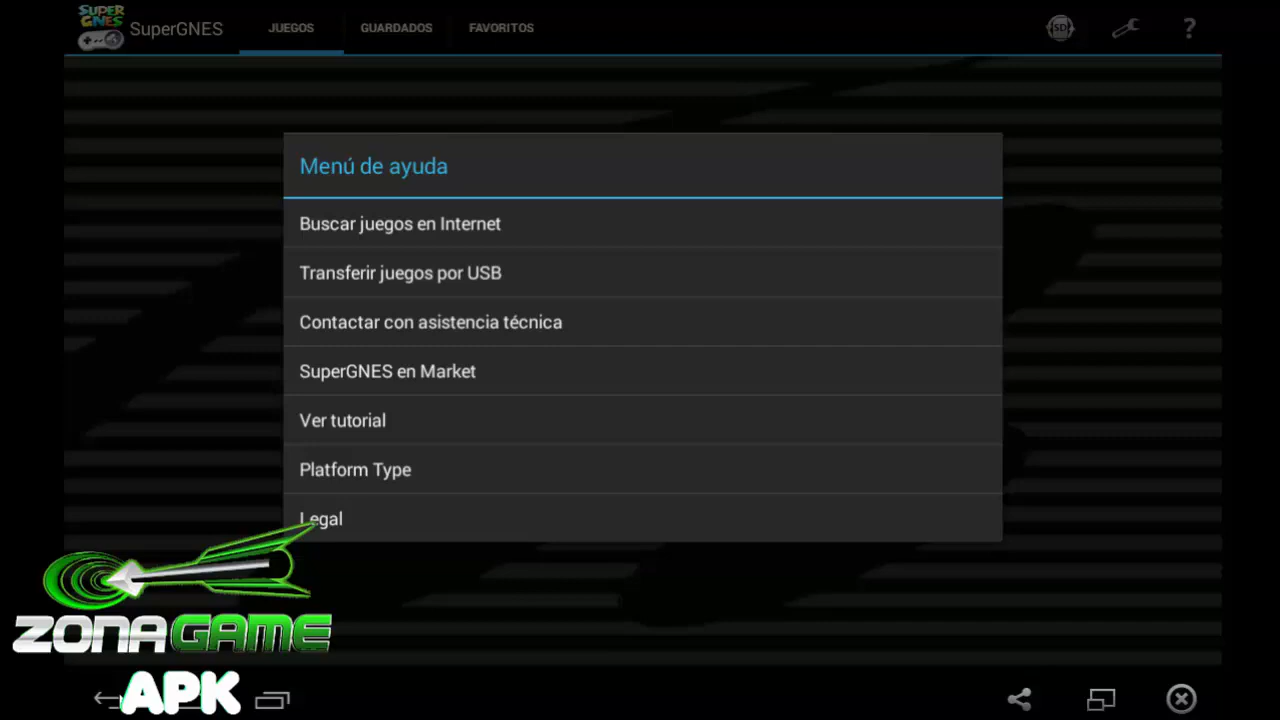 SUPER
GNES
SuperGNES
JUEGOS
GUARDADOS
FAVORITOS
SD
?
Menú de ayuda
Buscar juegos en Internet
Transferir juegos por USB
Contactar con asistencia técnica
SuperGNES en Market
Ver tutorial
Platform Type
Legal
ZONAGAME
APK